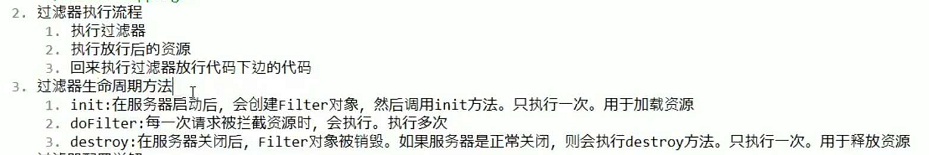 2. 过滤器执行流程
1. 执行过滤器
2. 执行放行后的资源
3. 回来执行过滤器放行代码下边的代码
3. 过滤器生命周期方法
1. init:在服务器启动后，会创建Filter对象，然后调用init方法。只执行一次。用于加载资源
2. doFilter:每一次请求被拦截资源时，会执行。执行多次
3. destroy:在服务器关闭后，Filter对象被销毁。如果服务器是正常关闭，则会执行destroy方法。只执行一次。用于释放资源